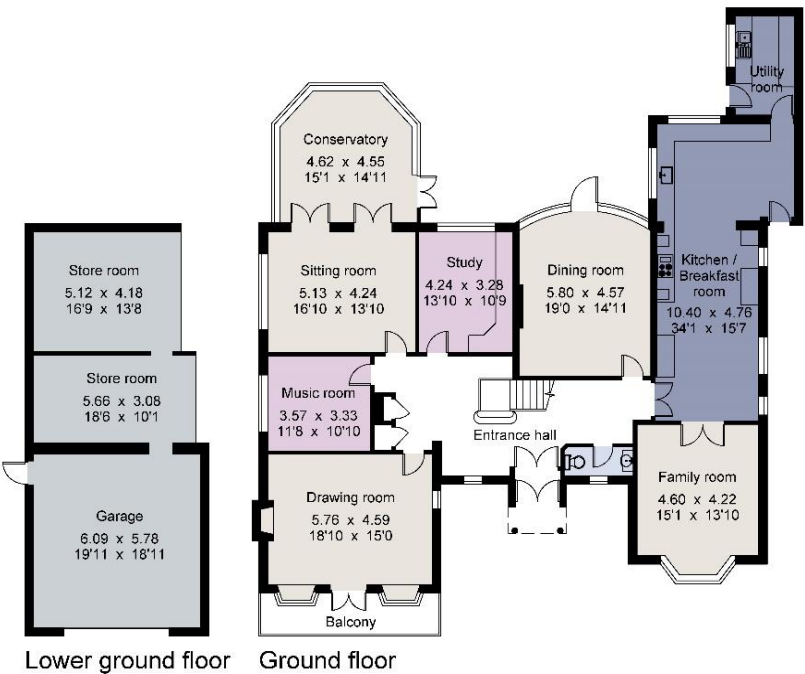 Utility
room
Conservatory
4.62 x 4.55
15'1 x 14'11
Store room
5.12 x 4.18
16'9 x 13'8
Sitting room
5.13 x 4.24
16'10 x 13'10
Study
4.24 x 3.28
13'10 x 10'9
Dining room
5.80 x 4.57
19'0 x 14'11
Kitchen /
Breakfast
room
10.40 x 4.76
34'1 x 15'7
Store room
5.66 x 3.08
18'6 x 10'1
Music room
3.57 x 3.33
11'8 x 10'10
Entrance hall
Family room
4.60 x 4.22
15'1 x 13'10
Garage
6.09 x 5.78
19'11 x 18'11
Drawing room
5.76 x 4.59
18'10 x 15'0
Balcony
Lower ground floor
Ground floor